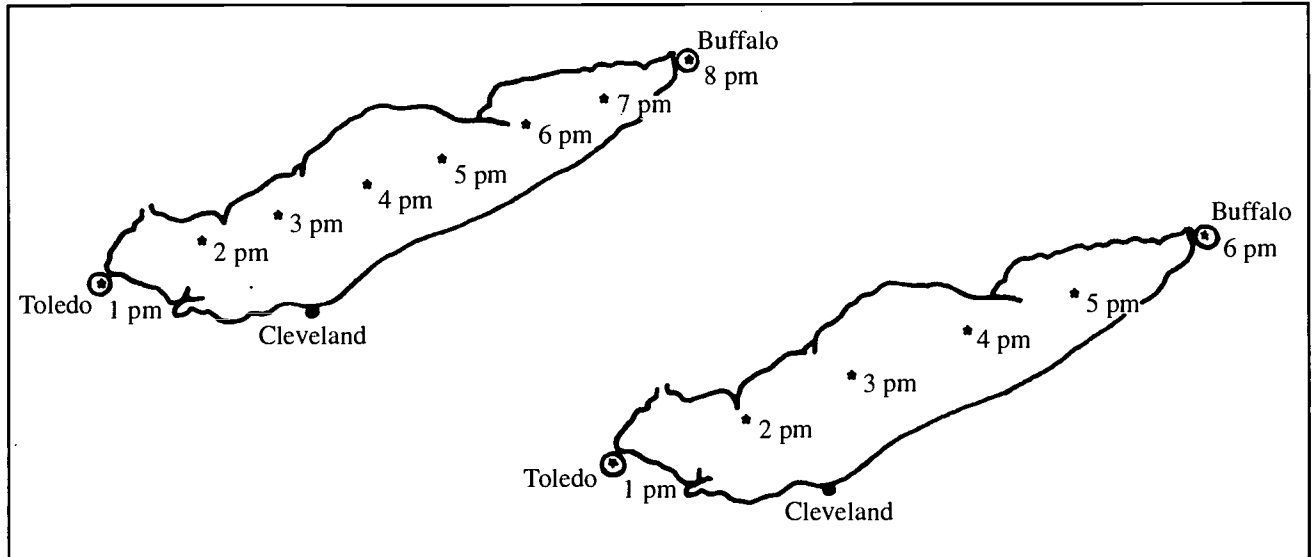 Buffalo
8 pm
7 pm
6 pm
5 pm
4 pm
3 pm
2 pm
Toledo
1 pm
Cleveland
Buffalo
6 pm
5 pm
4 pm
3 pm
2 pm
Toledo
1 pm
Cleveland